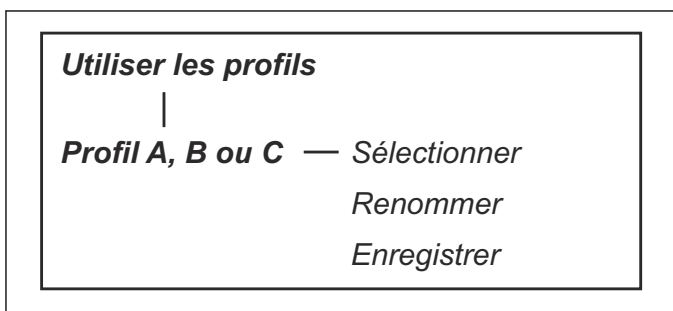 Utiliser les profils
Profil A, B ou C — Sélectionner
Renommer
Enregistrer